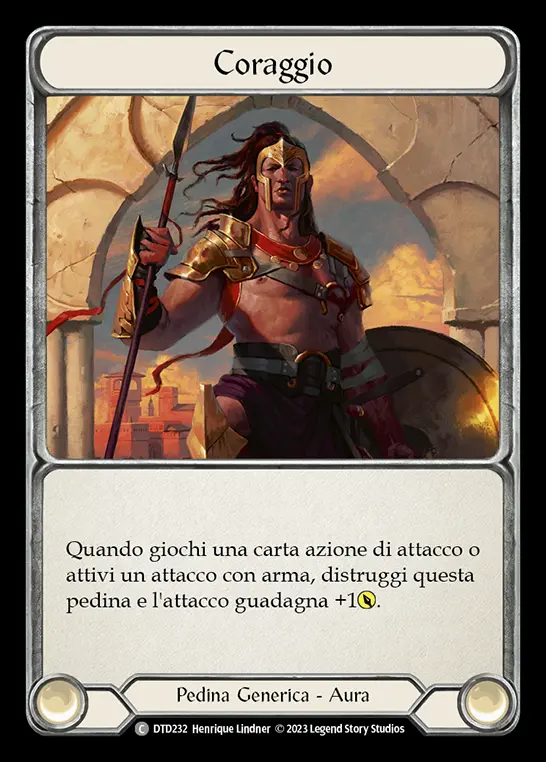 Coraggio
Quando giochi una carta azione di attacco o
attivi un attacco con arma, distruggi questa
pedina e l'attacco guadagna +1.
Pedina Generica - Aura
C DTD232 Henrique Lindner © 2023 Legend Story Studios